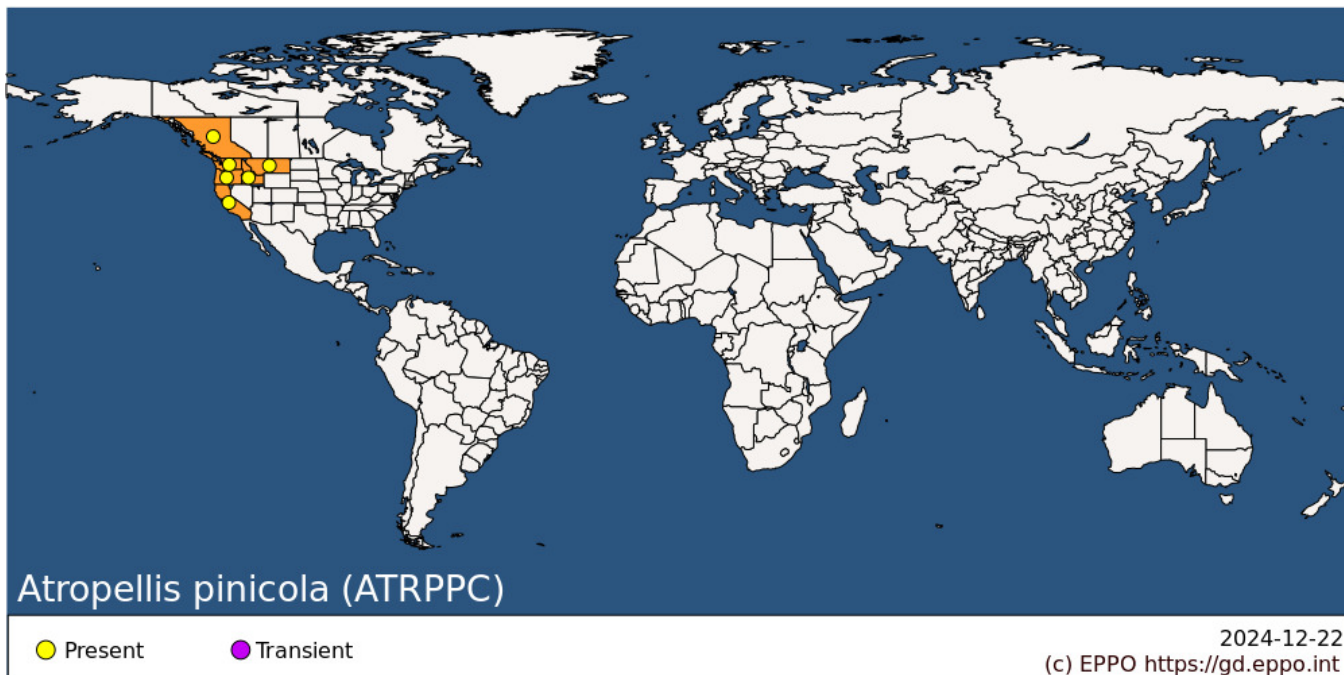 Atropellis pinicola (ATRPPC)
Present
Transient
2024-12-22
(c) EPPO https://gd.eppo.int